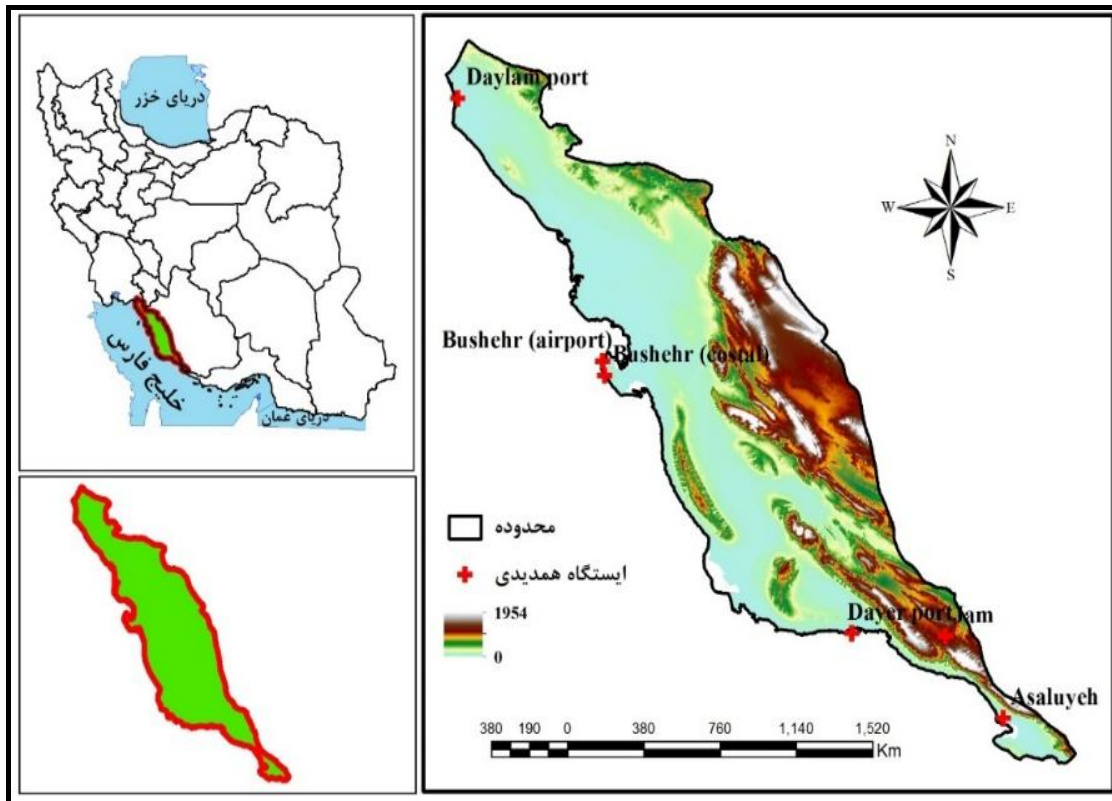 دریای خزر
خلیج فارس
دریای عمان
Daylam port
N
W
E
S
Bushehr (airport)
Bushehr (costal)
محدوده
ایستگاه همدیدی
1954
0
Dayer port
Jam
Asaluyeh
380 190 0 380 760 1,140 1,520
Km